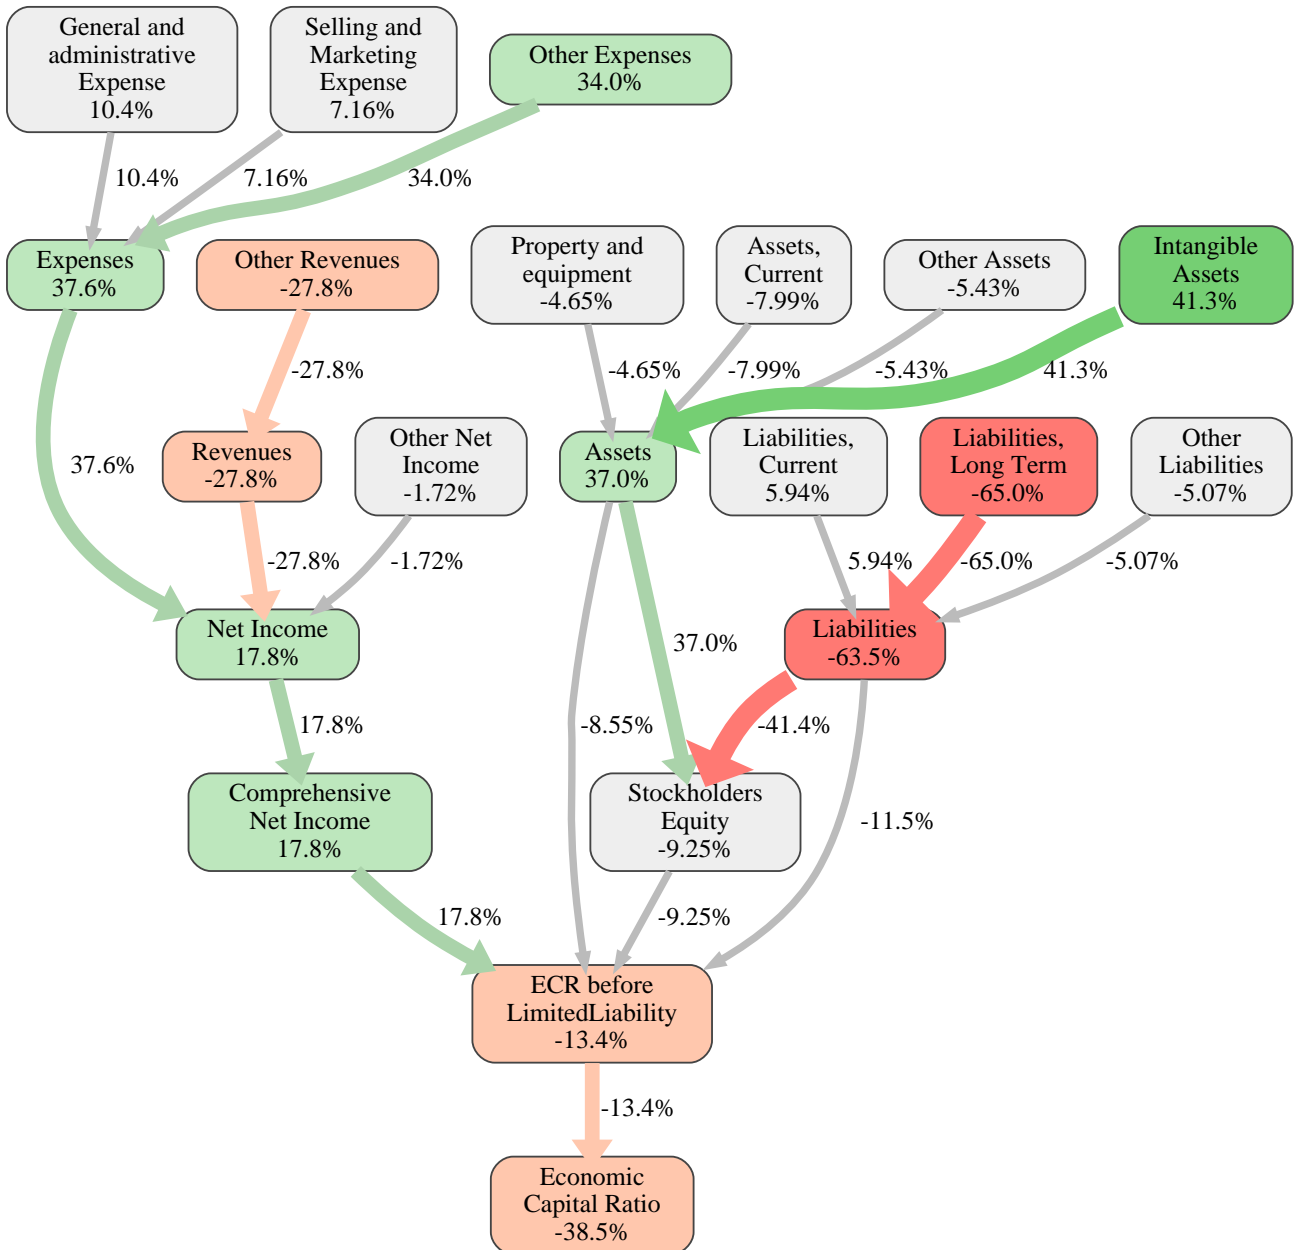 General and
administrative
Expense
10.4%
Selling and
Marketing
Expense
7.16%
Other Expenses
34.0%
10.4%
7.16%
34.0%
Expenses
37.6%
Other Revenues
-27.8%
Property and
equipment
-4.65%
Assets,
Current
-7.99%
Other Assets
-5.43%
Intangible
Assets
41.3%
-27.8%
-4.65%
-7.99%
-5.43%
41.3%
37.6%
Revenues
-27.8%
Other Net
Income
-1.72%
Assets
37.0%
Liabilities,
Current
5.94%
Liabilities,
Long Term
-65.0%
Other
Liabilities
-5.07%
-27.8%
-1.72%
5.94%
-65.0%
-5.07%
Net Income
17.8%
37.0%
Liabilities
-63.5%
17.8%
-8.55%
-41.4%
Comprehensive
Net Income
17.8%
Stockholders
Equity
-9.25%
-11.5%
17.8%
-9.25%
ECR before
LimitedLiability
-13.4%
-13.4%
Economic
Capital Ratio
-38.5%